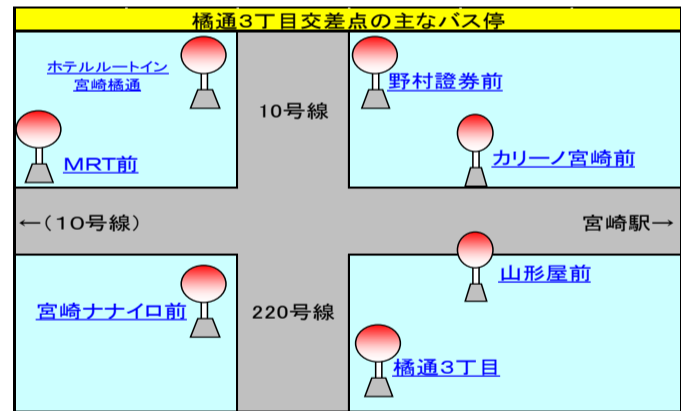 橘通3丁目交差点の主なバス停
ホテルルートイン
宮崎橘通
野村證券前
10号線
MRT前
カリーノ宮崎前
←(10号線)
宮崎駅→
山形屋前
宮崎ナナイロ前
220号線
橘通3丁目